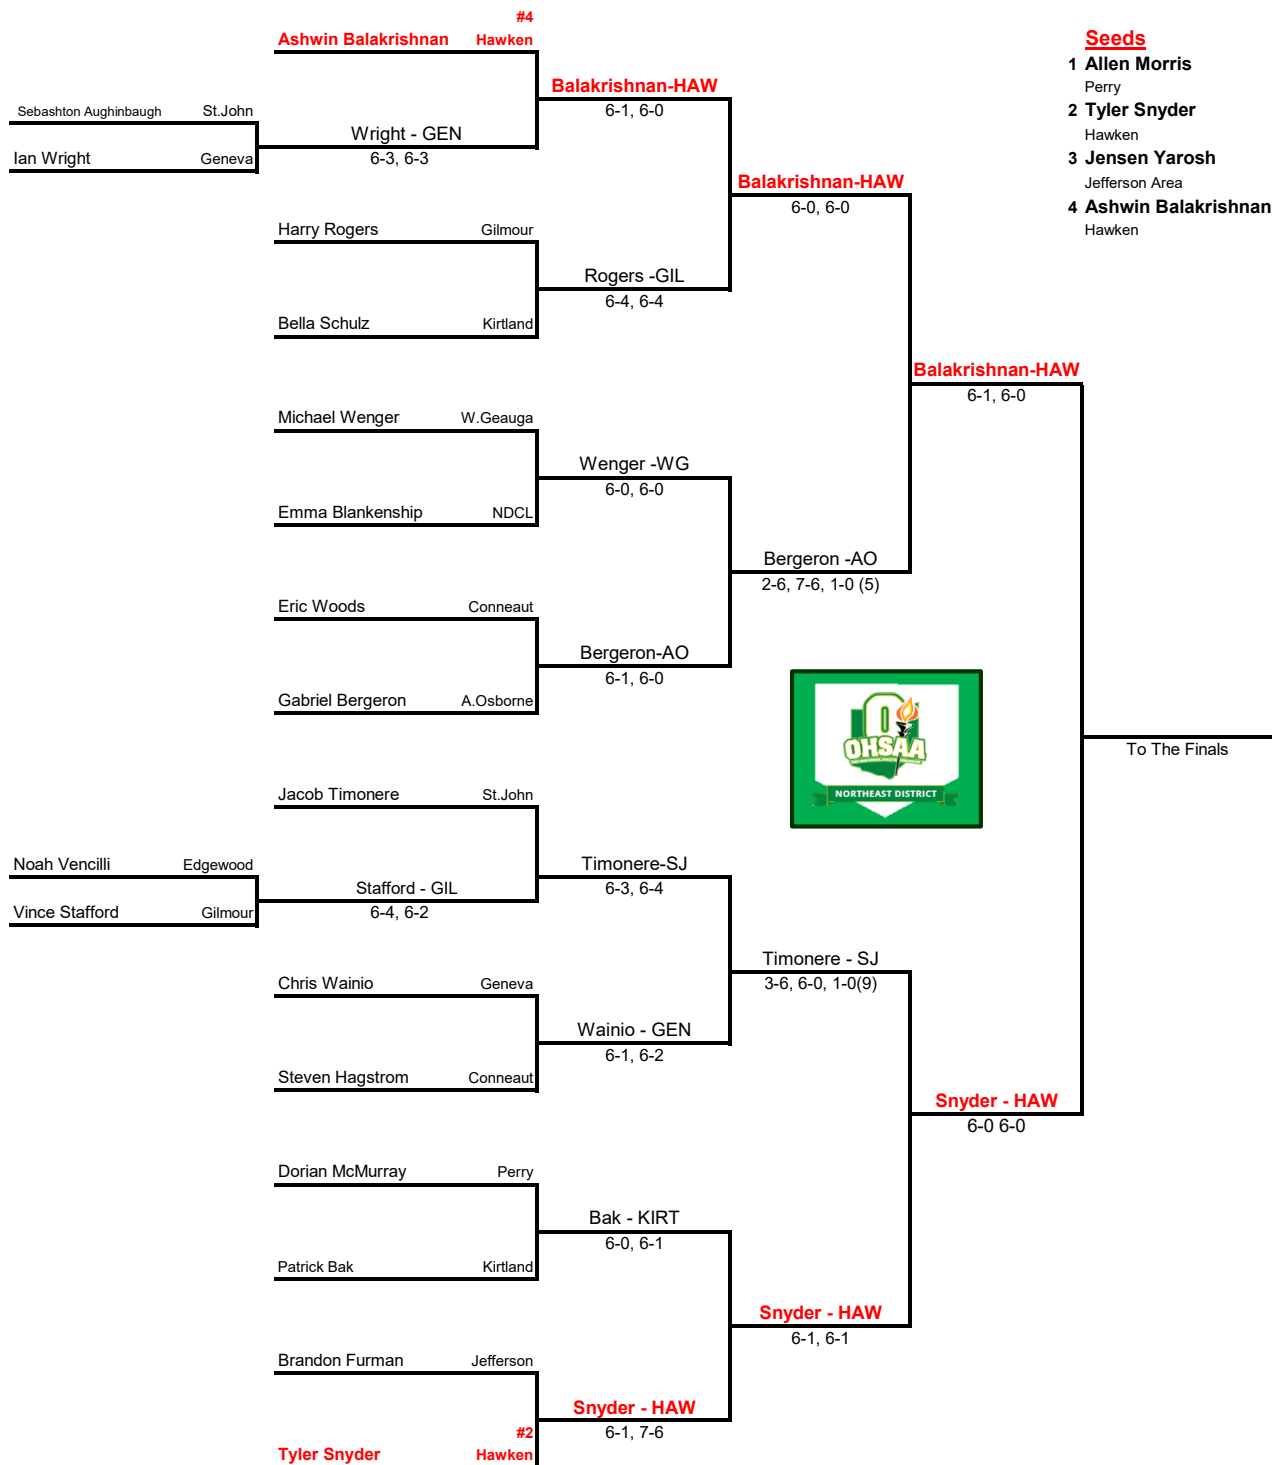 #4
Ashwin Balakrishnan Hawken
Seeds
1 Allen Morris
Perry
2 Tyler Snyder
Hawken
3 Jensen Yarosh
Jefferson Area
4 Ashwin Balakrishnan
Hawken
Balakrishnan-HAW
6-1, 6-0
Sebashton Aughinbaugh St.John
Wright - GEN
6-3, 6-3
Ian Wright Geneva
Balakrishnan-HAW
6-0, 6-0
Harry Rogers Gilmour
Rogers -GIL
6-4, 6-4
Bella Schulz Kirtland
Balakrishnan-HAW
6-1, 6-0
Michael Wenger W.Geauga
Wenger -WG
6-0, 6-0
Emma Blankenship NDCL
Bergeron -AO
2-6, 7-6, 1-0 (5)
Eric Woods Conneaut
Bergeron-AO
6-1, 6-0
Gabriel Bergeron A.Osborne
OHSAA
NORTHEAST DISTRICT
To The Finals
Jacob Timonere St.John
Timonere-SJ
6-3, 6-4
Noah Vencilli Edgewood
Stafford - GIL
6-4, 6-2
Vince Stafford Gilmour
Timonere - SJ
3-6, 6-0, 1-0(9)
Chris Wainio Geneva
Wainio - GEN
6-1, 6-2
Steven Hagstrom Conneaut
Snyder - HAW
6-0 6-0
Dorian McMurray Perry
Bak - KIRT
6-0, 6-1
Patrick Bak Kirtland
Snyder - HAW
6-1, 6-1
Brandon Furman Jefferson
Snyder - HAW
6-1, 7-6
#2
Tyler Snyder Hawken